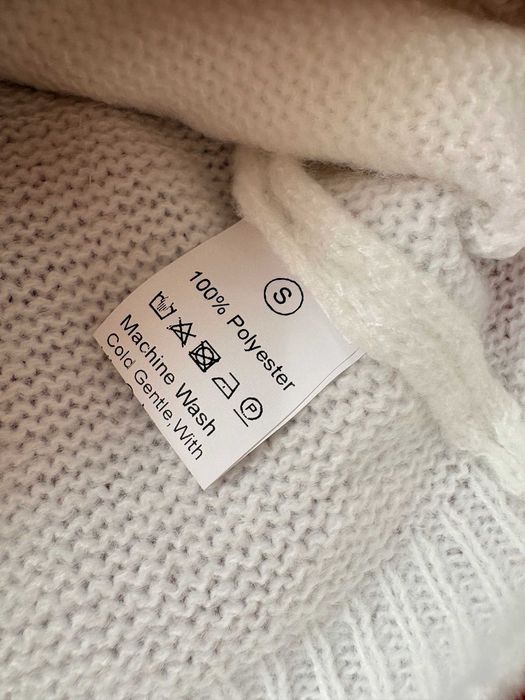 S
100% Polyester
P
Machine Wash
Cold Gentle,With